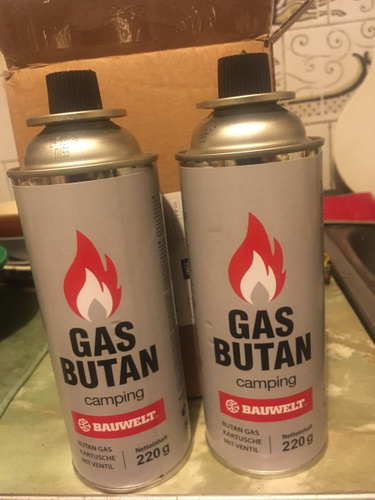 GAS
BUTAN
camping
BAUWELT
BUTAN GAS
KARTUSCHE
MIT VENTIL
Nettoinhalt
220g
GAS
BUTAN
camping
BAUWELT
BUTAN GAS
KARTUSCHE
MIT VENTIL
Nettoinhalt
220g